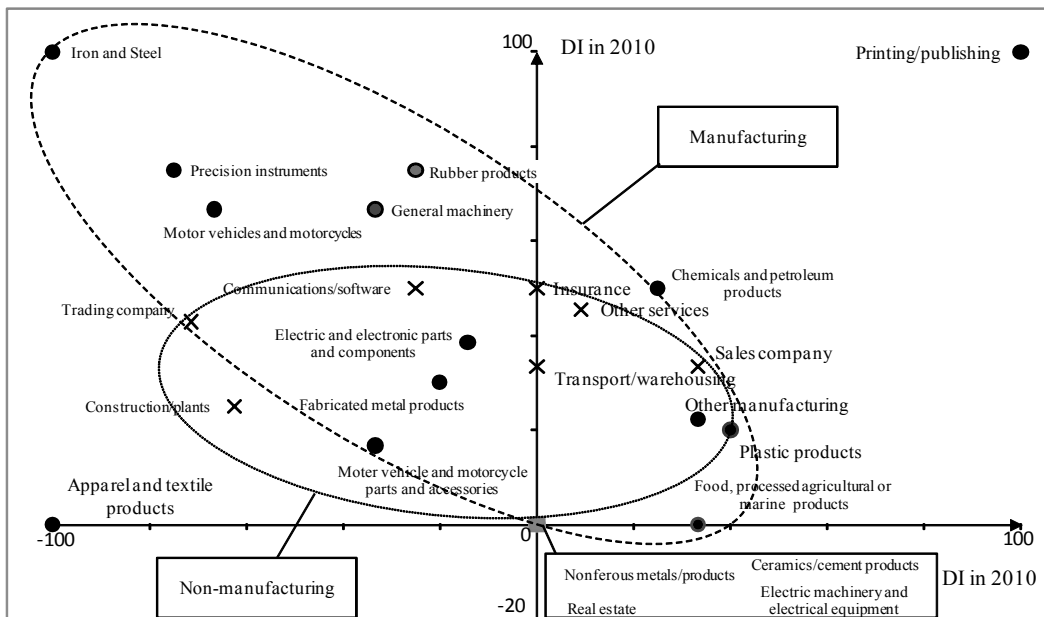 100
DI in 2010
Printing/publishing
Iron and Steel
Manufacturing
Precision instruments
Rubber products
General machinery
Motor vehicles and motorcycles
Chemicals and petroleum
products
Communications/software
Insurance
Other services
Trading company
Electric and electronic parts
and components
Sales company
Transport/warehousing
Construction/plants
Fabricated metal products
Other manufacturing
Plastic products
Moter vehicle and motorcycle
parts and accessories
Apparel and textile
products
Food, processed agricultural or
marine products
-100
0
100
Non-manufacturing
Nonferous metals/products
Ceramics/cement products
DI in 2010
Real estate
Electric machinery and
electrical equipment
-20